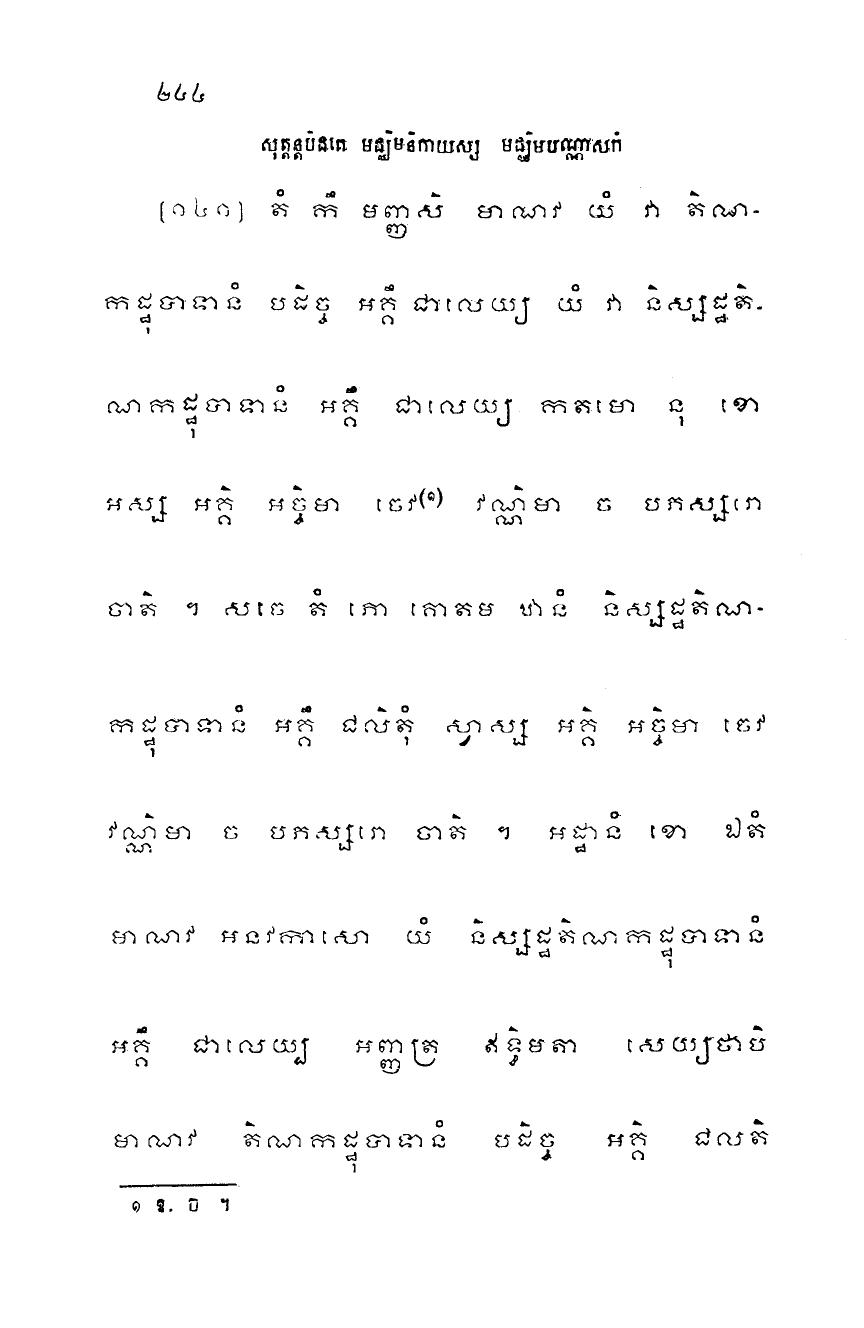 ២៤៤
សុត្តន្តបិដកេ មជ្ឈិមនិកាយស្ស មជ្ឈិមបណ្ណាសកំ
[១៤១] តំ កឹ មញ្ញសិ មាណវ យំ វា តិណ-
កដ្ឋុបាទានំ បដិច្ច អគ្គឹ ជាលេយ្យ យំ វា និស្សដ្ឋតិ-
ណកដ្ឋុបាទានំ អគ្គឹ ជាលេយ្យ កតមោ នុ ខោ
អស្ស អគ្គិ អច្ចិមា ចេវ(១) វណ្ណិមា ច បភស្សរោ
ចាតិ ។ សចេ តំ ភោ គោតម ឋានំ និស្សដ្ឋតិណ-
កដ្ឋុបាទានំ អគ្គឹ ជលិតុំ ស្វាស្ស អគ្គិ អច្ចិមា ចេវ
វណ្ណិមា ច បភស្សរោ ចាតិ ។ អដ្ឋានំ ខោ ឯតំ
មាណវ អនវកាសោ យំ និស្សដ្ឋតិណកដ្ឋុបាទានំ
អគ្គឹ ជាលេយ្យ អញ្ញត្រ ឥទ្ធិមតា សេយ្យថាបិ
មាណវ តិណកដ្ឋុបាទានំ បដិច្ច អគ្គិ ជលតិ
១ ឱ. បិ ។